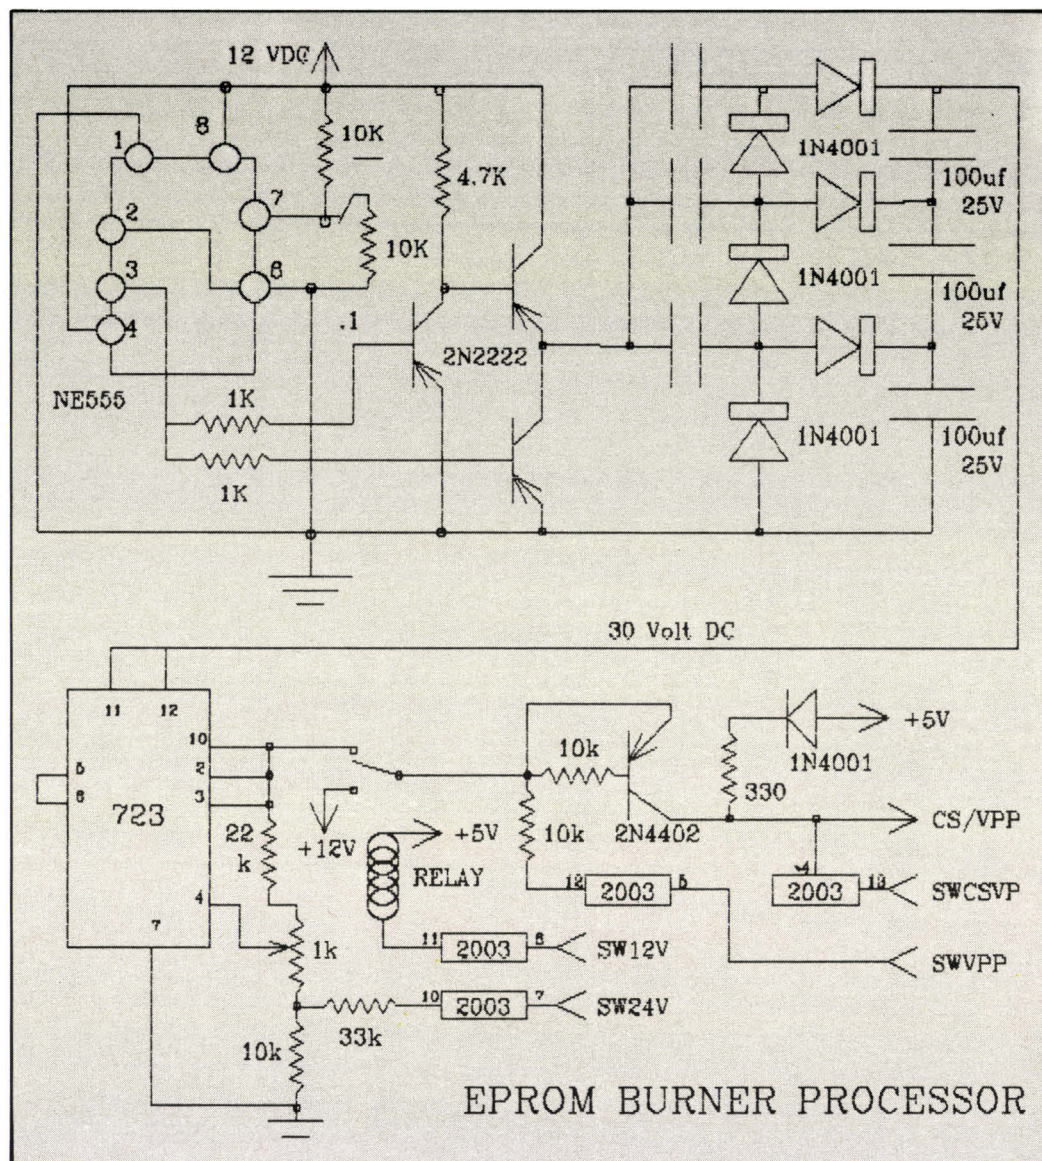 12 VDC
1
8
10K
4.7K
1N4001
100uf
25V
2
7
10K
3
6
1N4001
100uf
25V
4
.1
2N2222
NE555
1K
1N4001
100uf
25V
1K
30 Volt DC
11 12
10
5
2
6
3
723
22
k
4
7
+12V
+5V
RELAY
10k
10k
2N4402
330
1N4001
+5V
CS/VPP
12 2003 5
4
2003 13 SWCSVP
1k
11 2003 6 SW12V
SWVPP
33k
10 2003 7 SW24V
10k
EPROM BURNER PROCESSOR